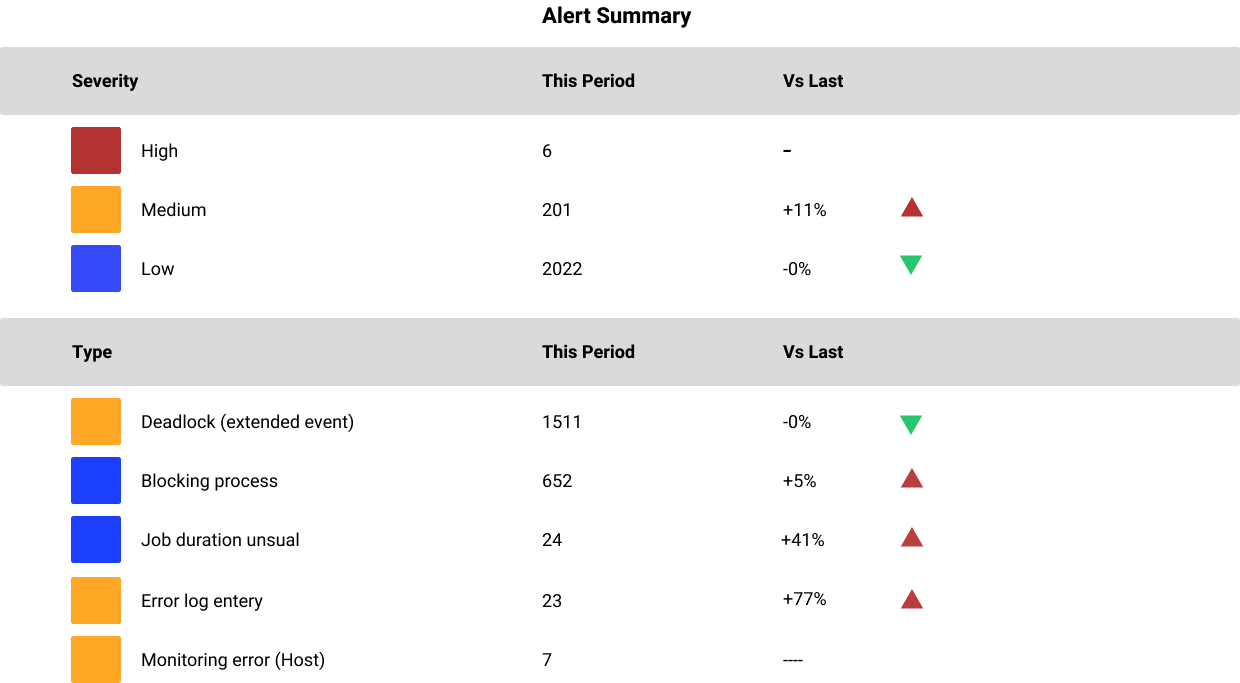 Alert Summary
Severity This Period Vs Last
High 6 -
Medium 201 +11%
Low 2022 -0%
Type This Period Vs Last
Deadlock (extended event) 1511 -0%
Blocking process 652 +5%
Job duration unsual 24 +41%
Error log entery 23 +77%
Monitoring error (Host) 7 ----